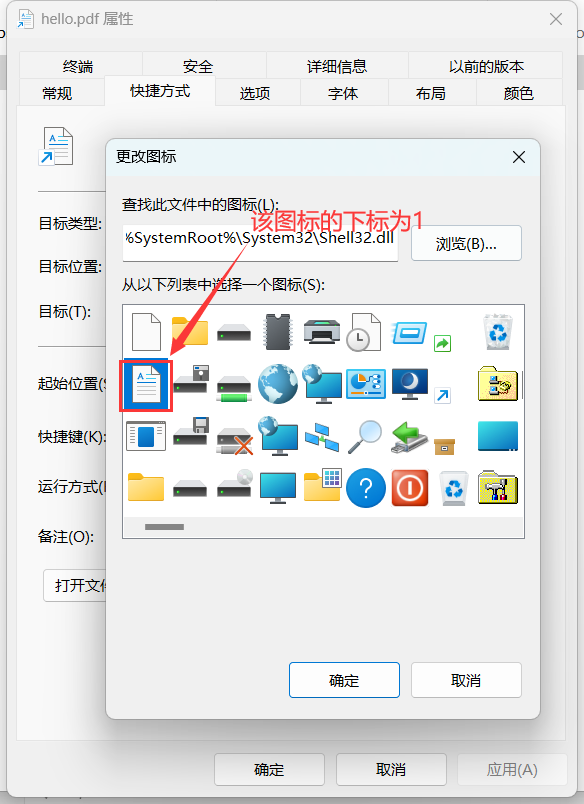 hello.pdf 属性
终端 安全 详细信息 以前的版本
常规 快捷方式 选项 字体 布局 颜色
更改图标
目标类型:
目标位置:
目标(T):
起始位置(S
快捷键(K):
运行方式(
备注(O):
打开文件
查找此文件中的图标(L):
该图标的下标为1
%SystemRoot%\System32\Shell32.dll
浏览(B)...
从以下列表中选择一个图标(S):
确定 取消
确定 取消 应用(A)